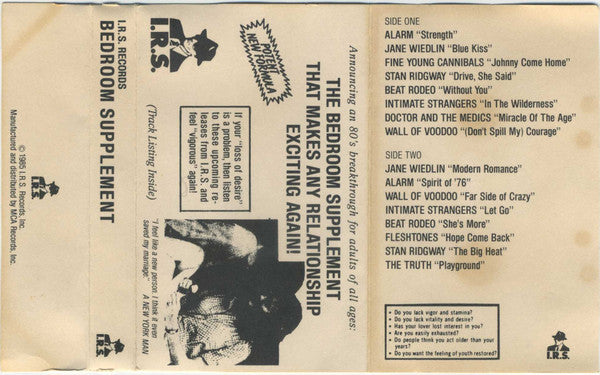 © 1985 I.R.S. Records, Inc.
Manufactured and distributed by MCA Records, Inc.
I.R.S.
I.R.S. RECORDS
BEDROOM SUPPLEMENT
I.R.S.
POTENT
NEW FORMULA
Announcing an 80's breakthrough for adults of all ages:
THE BEDROOM SUPPLEMENT
THAT MAKES ANY RELATIONSHIP
EXCITING AGAIN!
If your "loss of desire"
is a problem, then listen
to these upcoming re-
leases from I.R.S. and
feel "vigorous" again!
(Track Listing Inside)
"I feel like a new person. I think it even
saved my marriage."
A NEW YORK MAN
SIDE ONE
ALARM "Strength"
JANE WIEDLIN "Blue Kiss"
FINE YOUNG CANNIBALS "Johnny Come Home"
STAN RIDGWAY "Drive, She Said"
BEAT RODEO "Without You"
INTIMATE STRANGERS "In The Wilderness"
DOCTOR AND THE MEDICS "Miracle Of The Age"
WALL OF VOODOO "(Don't Spill My) Courage"
SIDE TWO
JANE WIEDLIN "Modern Romance"
ALARM "Spirit of '76"
WALL OF VOODOO "Far Side of Crazy"
INTIMATE STRANGERS "Let Go"
BEAT RODEO "She's More"
FLESHTONES "Hope Come Back"
STAN RIDGWAY "The Big Heat"
THE TRUTH "Playground"
• Do you lack vigor and stamina?
• Do you lack vitality and desire?
• Has your lover lost interest in you?
• Are you easily exhausted?
• Do people think you act older than your
years?
• Do you want the feeling of youth restored?
I.R.S.